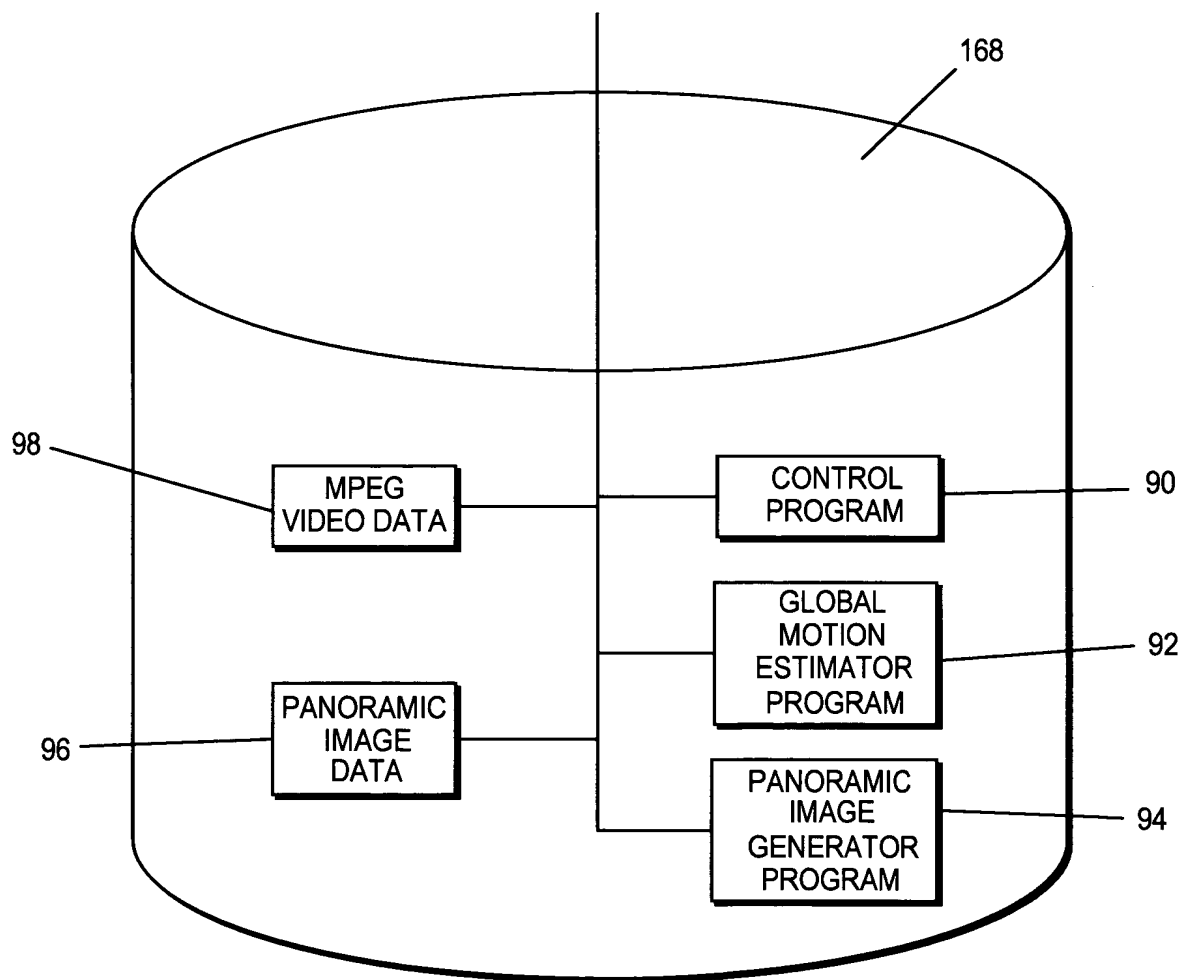 168
98
MPEG
VIDEO DATA
CONTROL
PROGRAM
90
GLOBAL
MOTION
ESTIMATOR
PROGRAM
92
96
PANORAMIC
IMAGE
DATA
PANORAMIC
IMAGE
GENERATOR
PROGRAM
94